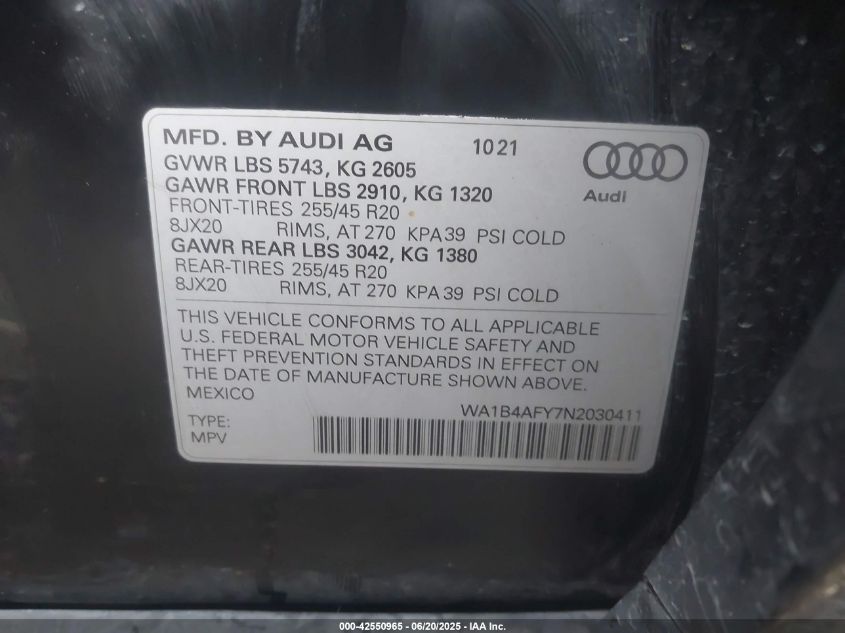 MFD. BY AUDI AG 1021
GVWR LBS 5743, KG 2605
GAWR FRONT LBS 2910, KG 1320
FRONT-TIRES 255/45 R20
8JX20 RIMS, AT 270 KPA39 PSI COLD
GAWR REAR LBS 3042, KG 1380
REAR-TIRES 255/45 R20
8JX20 RIMS, AT 270 KPA39 PSI COLD
Audi
THIS VEHICLE CONFORMS TO ALL APPLICABLE
U.S. FEDERAL MOTOR VEHICLE SAFETY AND
THEFT PREVENTION STANDARDS IN EFFECT ON
THE DATE OF MANUFACTURE SHOWN ABOVE.
MEXICO
WA1B4AFY7N2030411
TYPE:
MPV
000-42550965 - 06/20/2025 - IAA Inc.